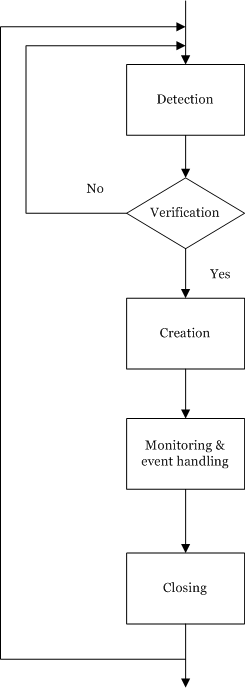 Detection
No
Verification
Yes
Creation
Monitoring &
event handling
Closing